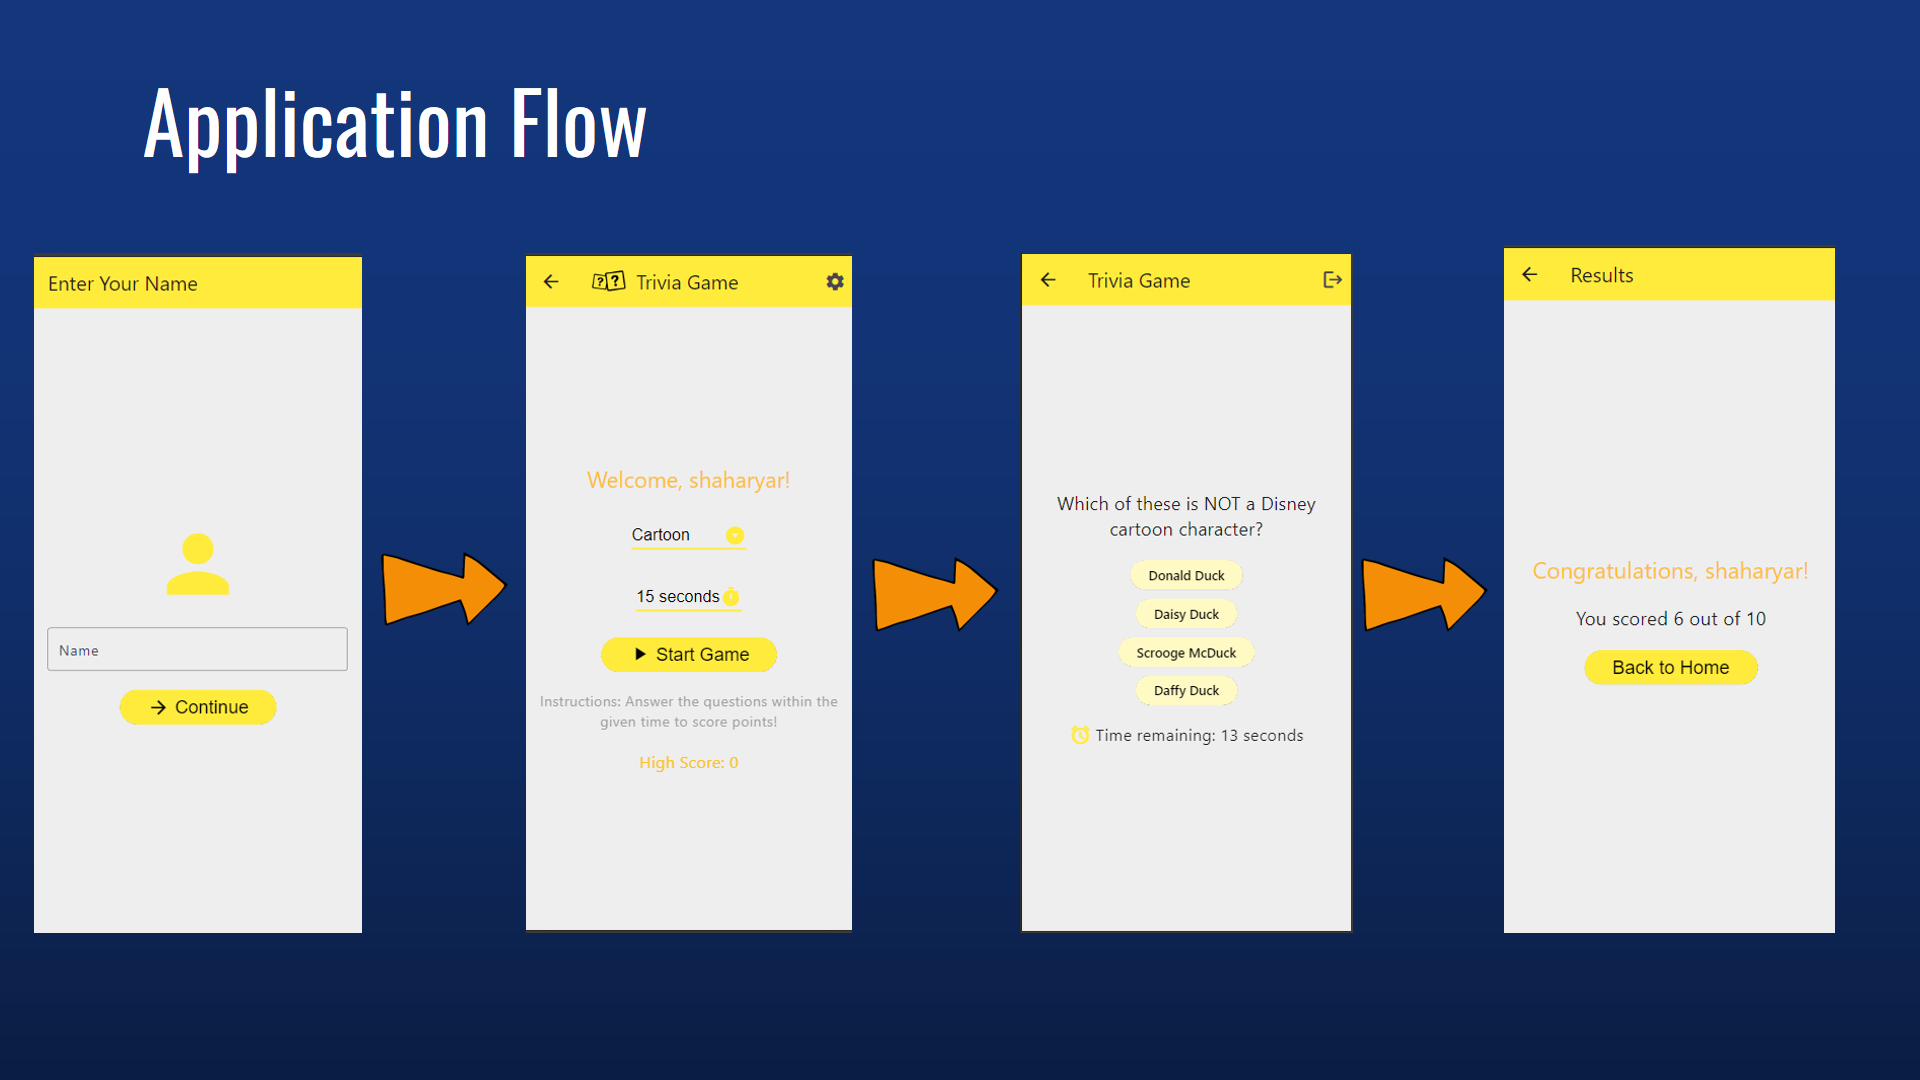 Application Flow
Enter Your Name
Name
Continue
? ? Trivia Game
Welcome, shaharyar!
Cartoon
15 seconds
Start Game
Instructions: Answer the questions within the
given time to score points!
High Score: 0
Trivia Game
Which of these is NOT a Disney
cartoon character?
Donald Duck
Daisy Duck
Scrooge McDuck
Daffy Duck
Time remaining: 13 seconds
Results
Congratulations, shaharyar!
You scored 6 out of 10
Back to Home